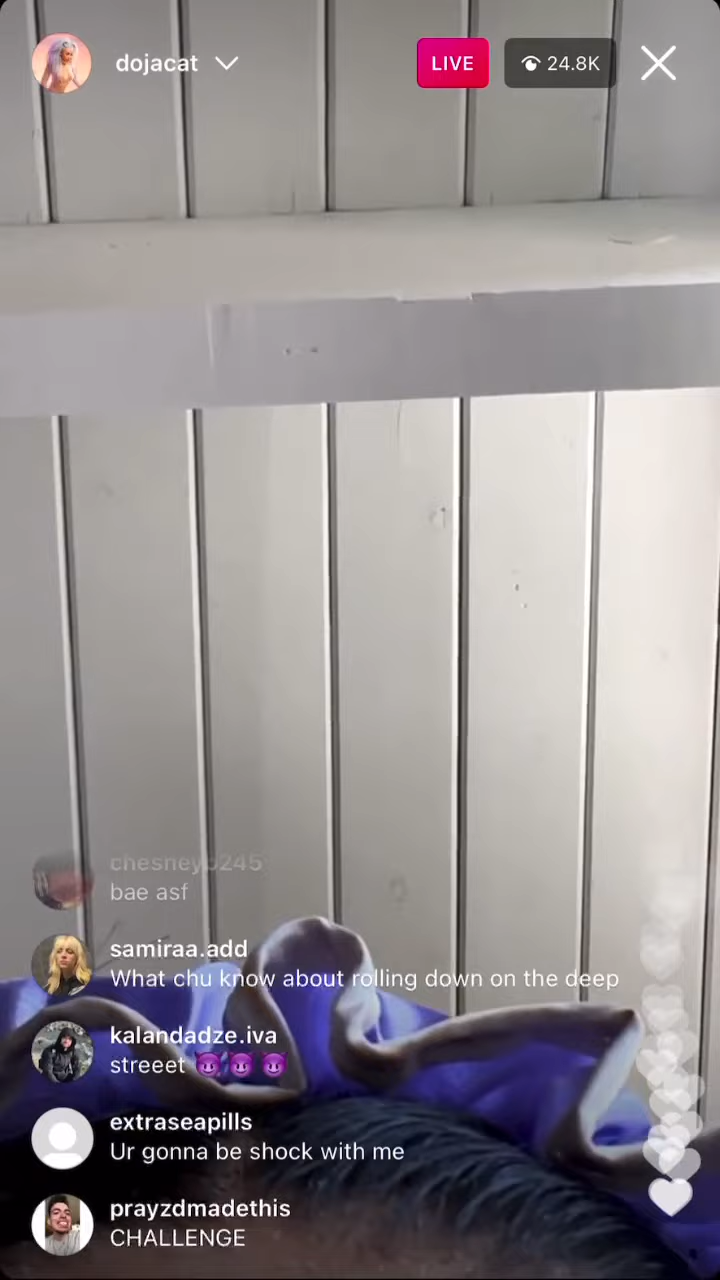 dojacat
LIVE
24.8K
chesneyb245
bae asf
samiraa.add
What chu know about rolling down on the deep
kalandadze.iva
streeet 😈😈😈
extraseapills
Ur gonna be shock with me
prayzdmadethis
CHALLENGE